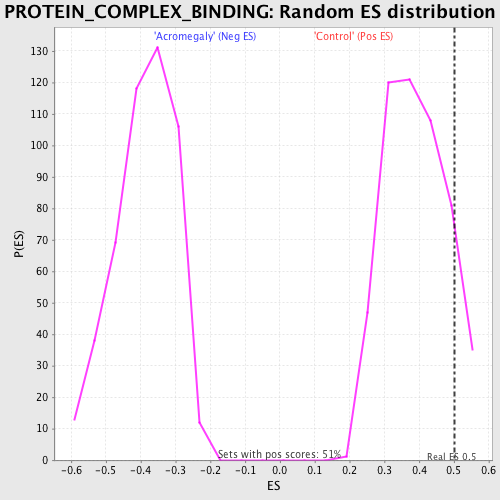 PROTEIN_COMPLEX_BINDING: Random ES distribution
'Acromegaly' (Neg ES) 'Control' (Pos ES)
130
120
110
100
90
80
70
60
50
40
30
20
10
0
P(ES)
Sets with pos scores: 51%
Real ES 0.5
-0.6 -0.5 -0.4 -0.3 -0.2 -0.1 0.0 0.1 0.2 0.3 0.4 0.5 0.6
ES